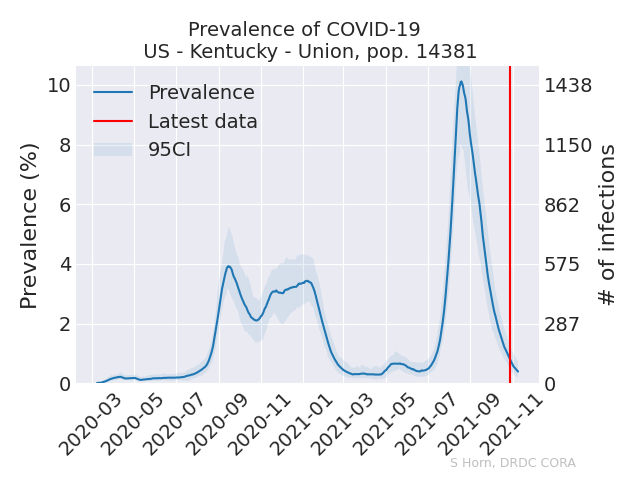 Prevalence of COVID-19
US - Kentucky - Union, pop. 14381
Prevalence
Latest data
95CI
Prevalence (%)
10
8
6
4
2
0
1438
1150
862
575
287
0
# of infections
2020-03
2020-05
2020-07
2020-09
2020-11
2021-01
2021-03
2021-05
2021-07
2021-09
2021-11
S Horn, DRDC CORA